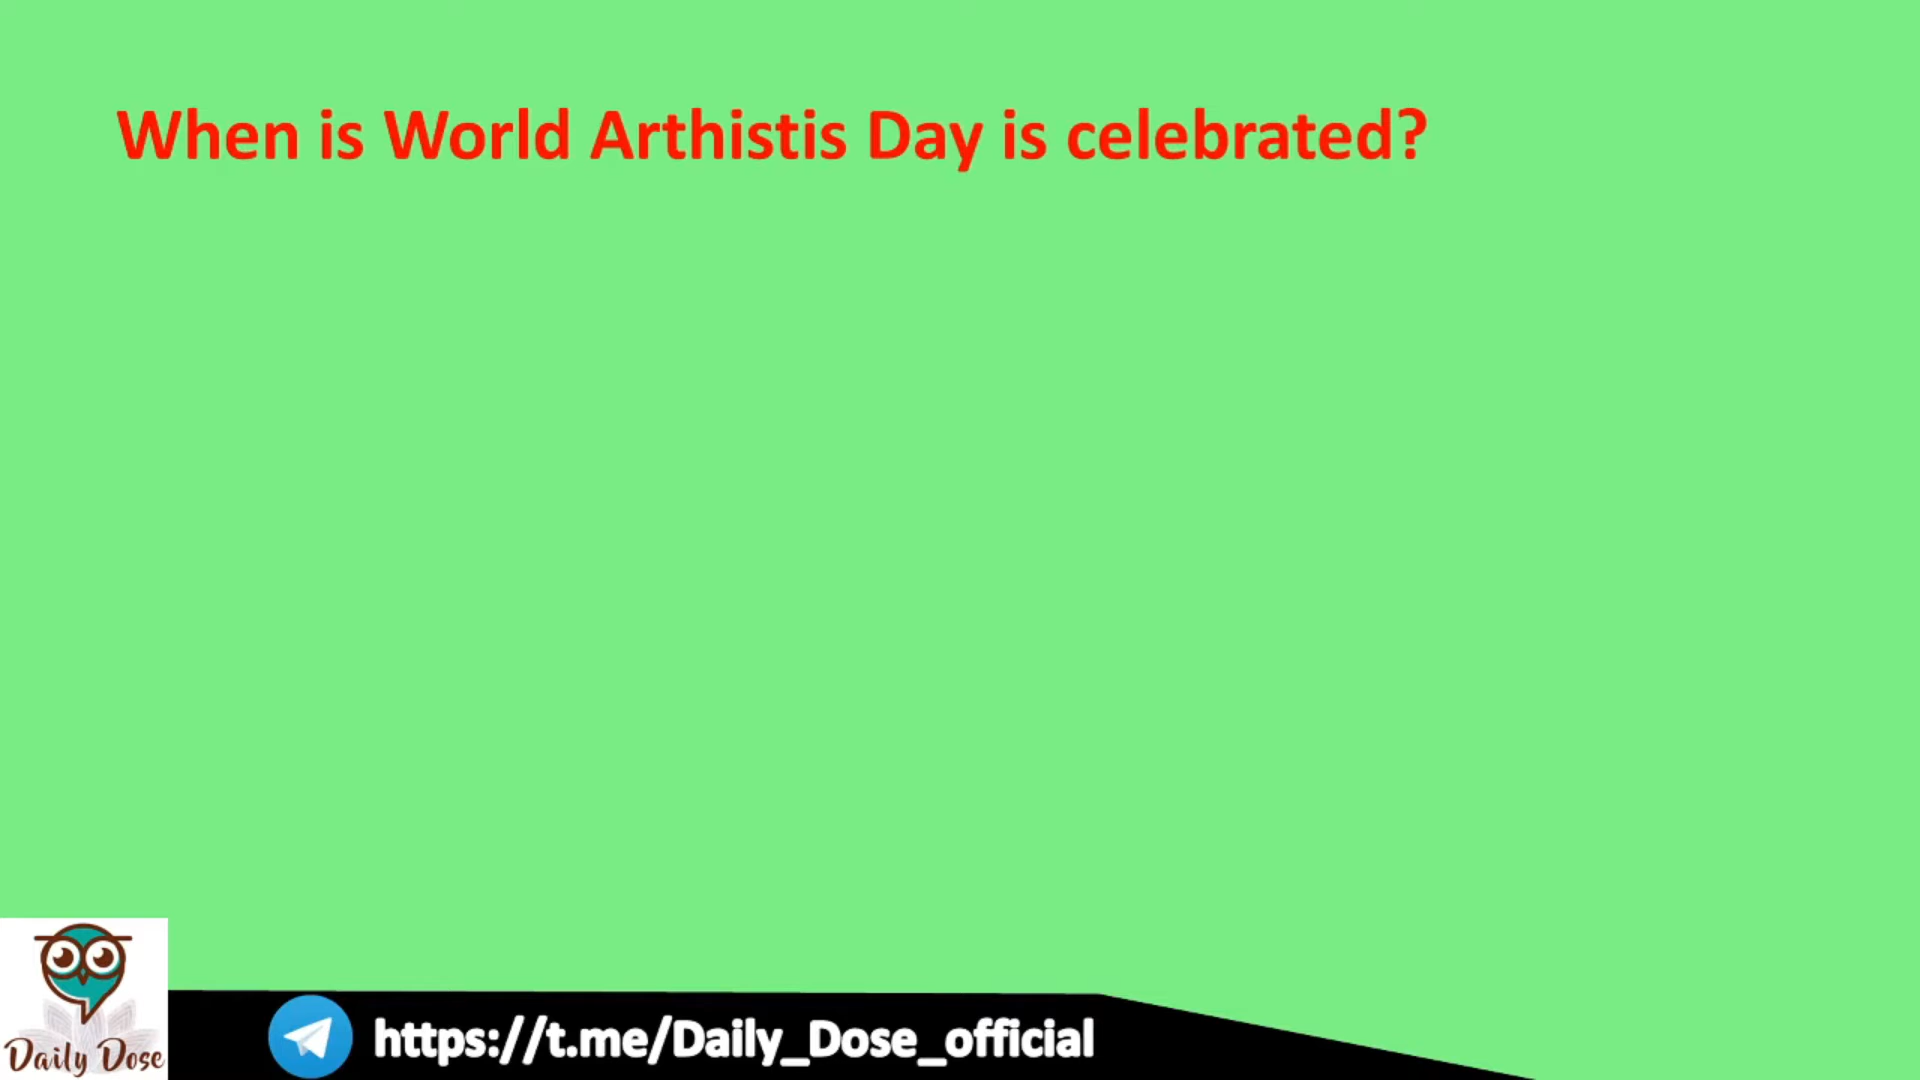 When is World Arthistis Day is celebrated?
Daily Dose
https://t.me/Daily_Dose_official